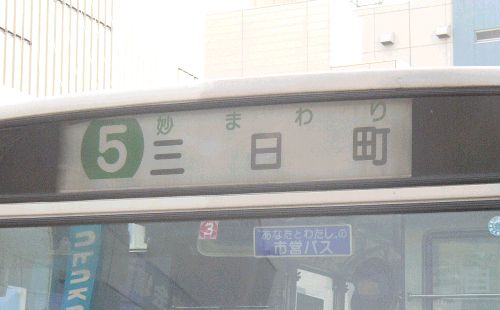 妙まわり
5 三日町
3
"あなたとわたし"の
市営バス